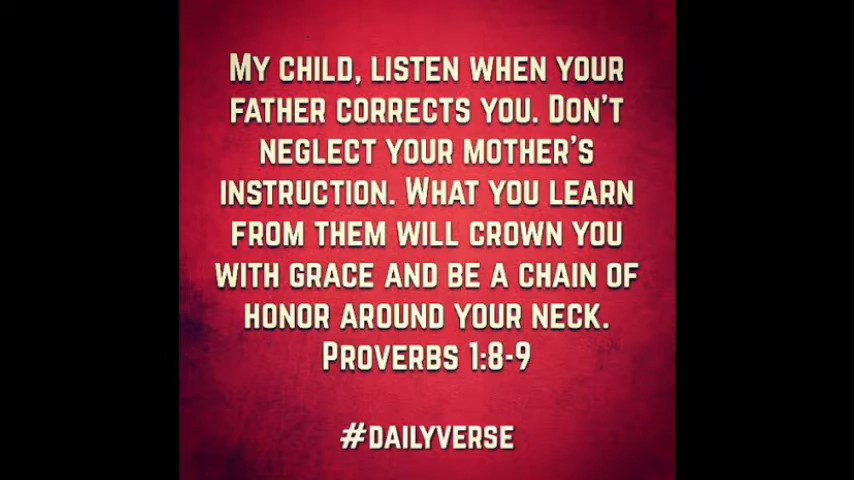 My child, listen when your
father corrects you. Don't
neglect your mother's
instruction. What you learn
from them will crown you
with grace and be a chain of
honor around your neck.
Proverbs 1:8-9
#dailyverse